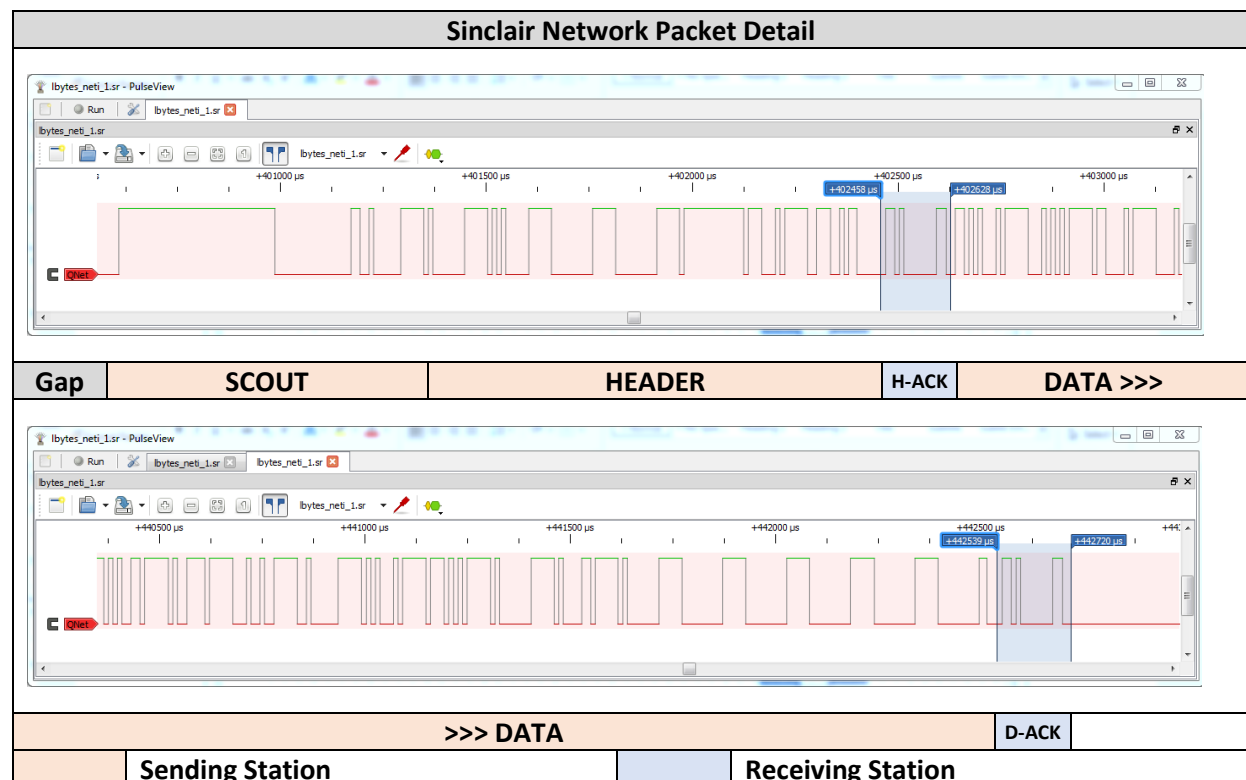 Sinclair Network Packet Detail
lbytes_neti_1.sr - PulseView
Run lbytes_neti_1.sr
lbytes_neti_1.sr
lbytes_neti_1.sr
+401000 µs +401500 µs +402000 µs +402500 µs +403000 µs
+402458 µs +402628 µs
QNet
Gap SCOUT HEADER H-ACK DATA >>>
lbytes_neti_1.sr - PulseView
Run lbytes_neti_1.sr lbytes_neti_1.sr
lbytes_neti_1.sr
lbytes_neti_1.sr
+440500 µs +441000 µs +441500 µs +442000 µs +442500 µs
+442539 µs +442720 µs
QNet
>>> DATA D-ACK
Sending Station Receiving Station